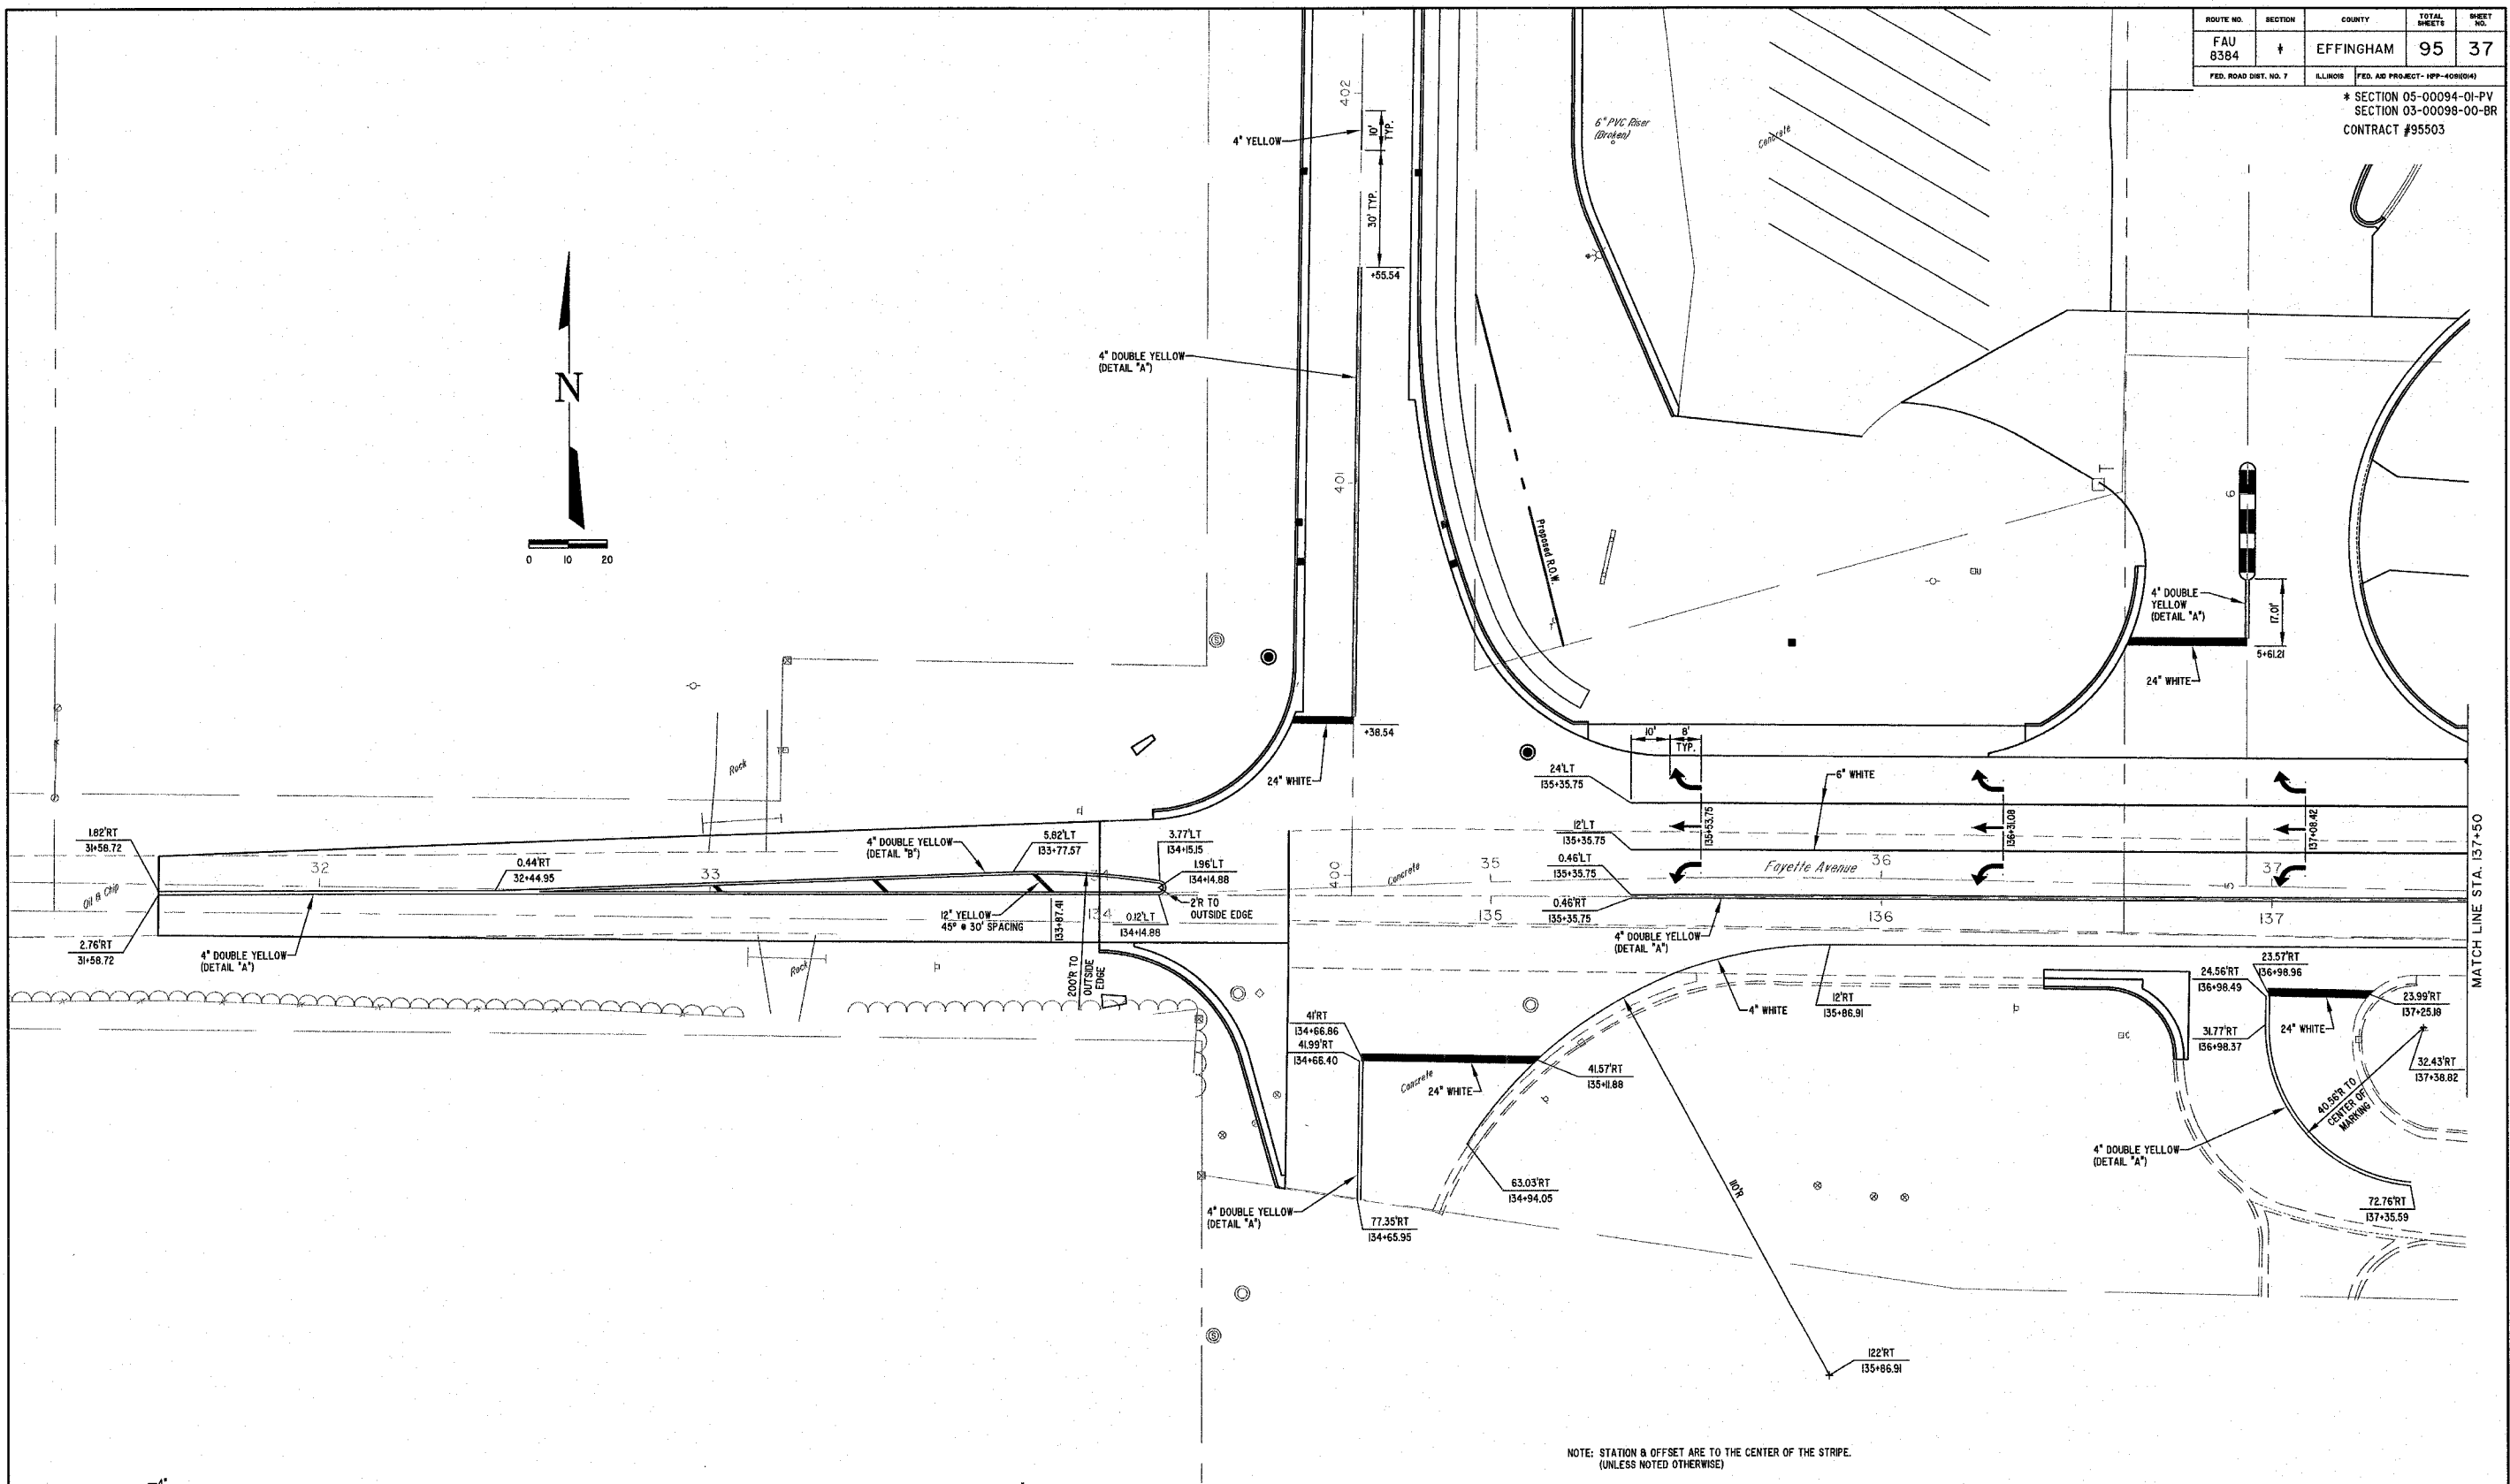 ROUTE NO. SECTION COUNTY TOTAL SHEETS SHEET NO.
FAU 8384 * EFFINGHAM 95 37
FED. ROAD DIST. NO. 7 ILLINOIS FED. AID PROJECT- HPP-4091(014)
* SECTION 05-00094-01-PV
SECTION 03-00098-00-BR
CONTRACT #95503
402
4" YELLOW
10'
TYP.
30' TYP.
+55.54
6" PVC Riser
(Broken)
Concrete
N
0 10 20
4" DOUBLE YELLOW
(DETAIL "A")
401
Proposed R.O.W.
T
6
4" DOUBLE
YELLOW
(DETAIL "A")
17.01'
5+61.21
24" WHITE
+38.54
24" WHITE
Rock
10'
8'
TYP.
24'LT
135+35.75
6" WHITE
12'LT
135+35.75
0.46'LT
135+35.75
0.46'RT
135+35.75
135+53.75
136+31.08
137+08.42
Fayette Avenue
35
36
37
135
136
137
5
400
Concrete
4" DOUBLE YELLOW
(DETAIL "A")
MATCH LINE STA. 137+50
1.82'RT
31+58.72
2.76'RT
31+58.72
Oil & Chip
32
0.44'RT
32+44.95
33
4" DOUBLE YELLOW
(DETAIL "B")
5.82'LT
133+77.57
3.77'LT
134+15.15
1.96'LT
134+14.88
2'R TO
OUTSIDE EDGE
0.12'LT
134+14.88
34
134
12" YELLOW
45° @ 30' SPACING
133+87.41
200'R TO
OUTSIDE
EDGE
4" DOUBLE YELLOW
(DETAIL "A")
Rock
41'RT
134+66.86
41.99'RT
134+66.40
Concrete
24" WHITE
41.57'RT
135+11.88
4" WHITE
12'RT
135+86.91
63.03'RT
134+94.05
4" DOUBLE YELLOW
(DETAIL "A")
77.35'RT
134+65.95
110'R
122'RT
135+86.91
24.56'RT
136+98.49
23.57'RT
136+98.96
24" WHITE
23.99'RT
137+25.18
31.77'RT
136+98.37
32.43'RT
137+38.82
40.56'R TO
CENTER OF
MARKING
4" DOUBLE YELLOW
(DETAIL "A")
72.76'RT
137+35.59
NOTE: STATION & OFFSET ARE TO THE CENTER OF THE STRIPE.
(UNLESS NOTED OTHERWISE)